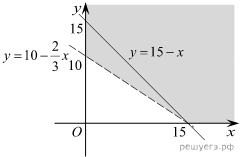 y
15
y = 10 − 2/3 x
y = 15 − x
10
O
15
x
решуегэ.рф